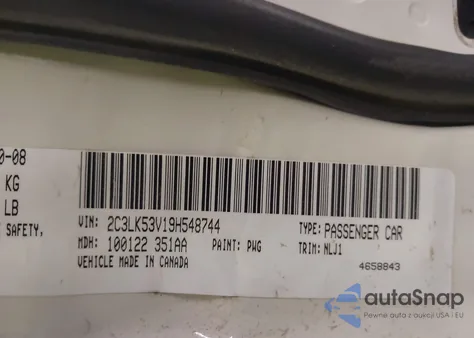 0-08
KG
LB
SAFETY,
VIN: 2C3LK53V19H548744
TYPE: PASSENGER CAR
MDH: 100122 351AA
PAINT: PWG
TRIM: NLJ1
VEHICLE MADE IN CANADA
4658843
autaSnap
Pewne auta z aukcji USA i EU